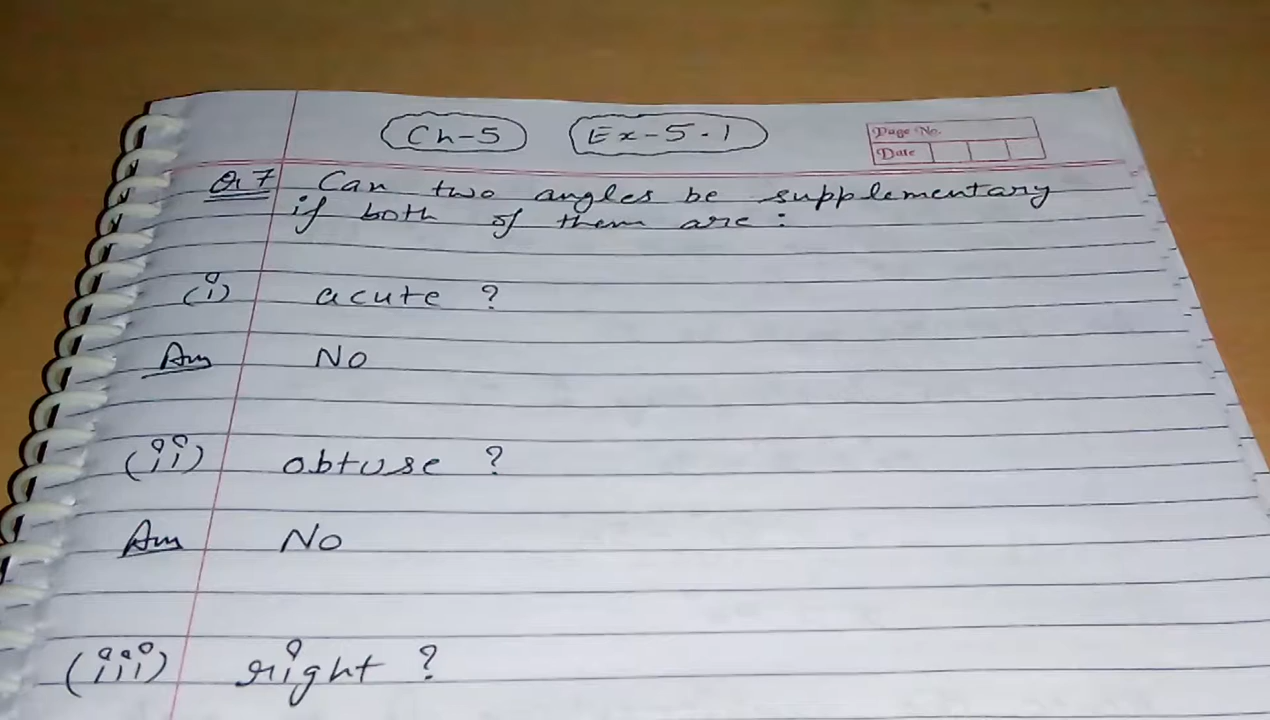 Ch-5 Ex-5.1
Page No.
Date
Q.7 Can two angles be supplementary
if both of them are:
(i) acute ?
Ans No
(ii) obtuse ?
Ans No
(iii) right ?